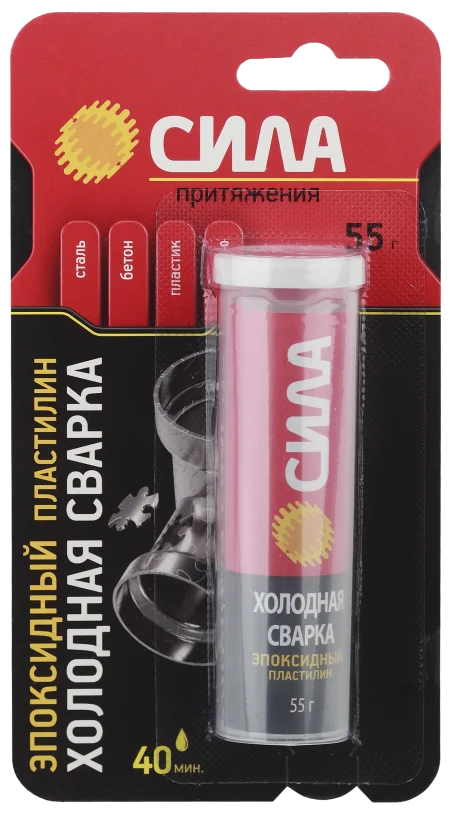 СИЛА
притяжения
55 г
сталь
бетон
пластик
ЭПОКСИДНЫЙ ПЛАСТИЛИН
ХОЛОДНАЯ СВАРКА
СИЛА
ХОЛОДНАЯ
СВАРКА
ЭПОКСИДНЫЙ
ПЛАСТИЛИН
55 г
40 мин.